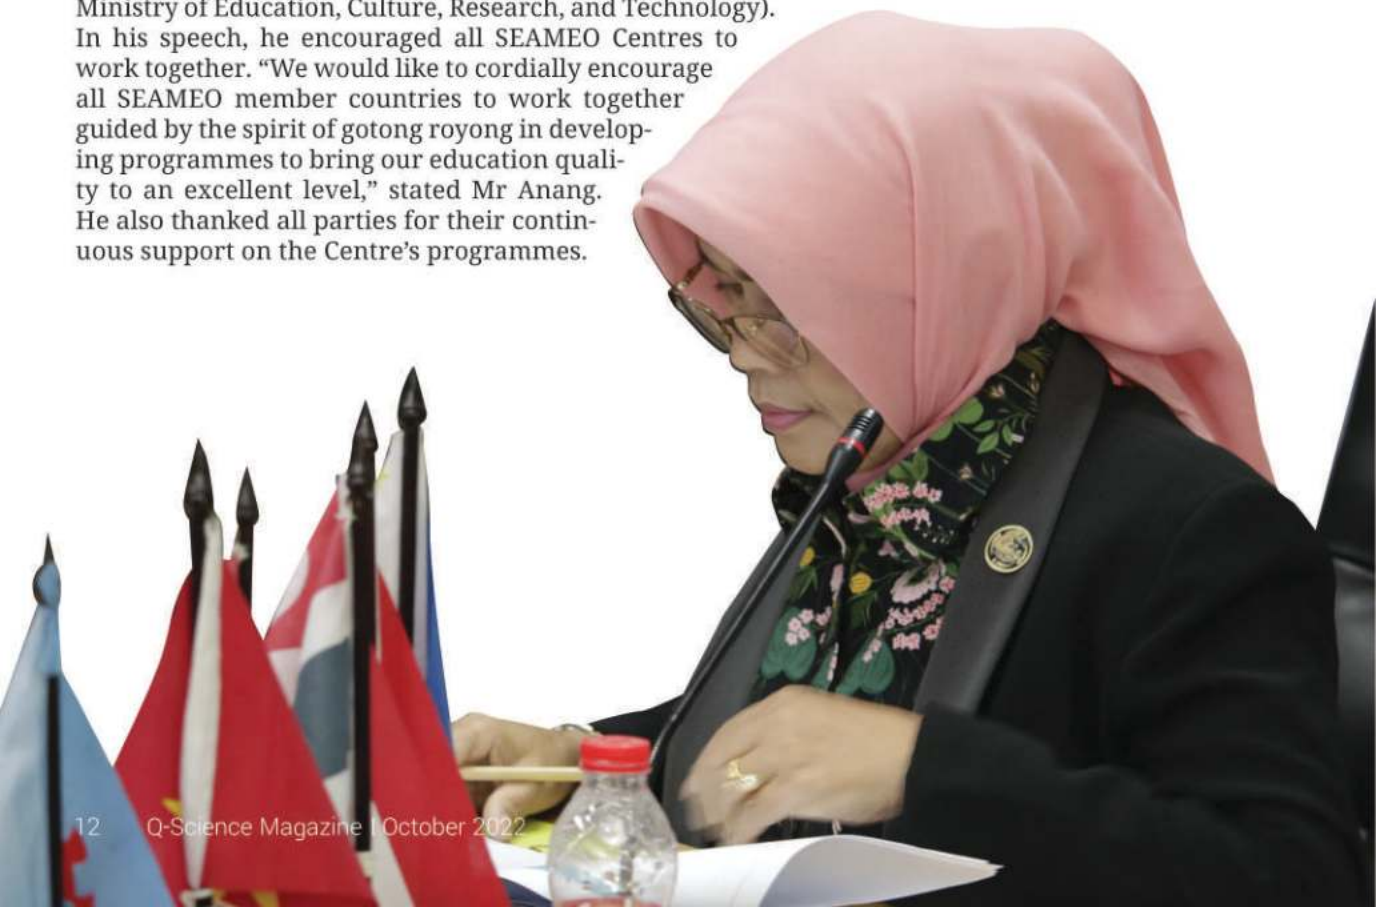 Ministry of Education, Culture, Research, and Technology).
In his speech, he encouraged all SEAMEO Centres to
work together. “We would like to cordially encourage
all SEAMEO member countries to work together
guided by the spirit of gotong royong in develop-
ing programmes to bring our education quali-
ty to an excellent level,” stated Mr Anang.
He also thanked all parties for their contin-
uous support on the Centre’s programmes.
12 Q-Science Magazine | October 2022